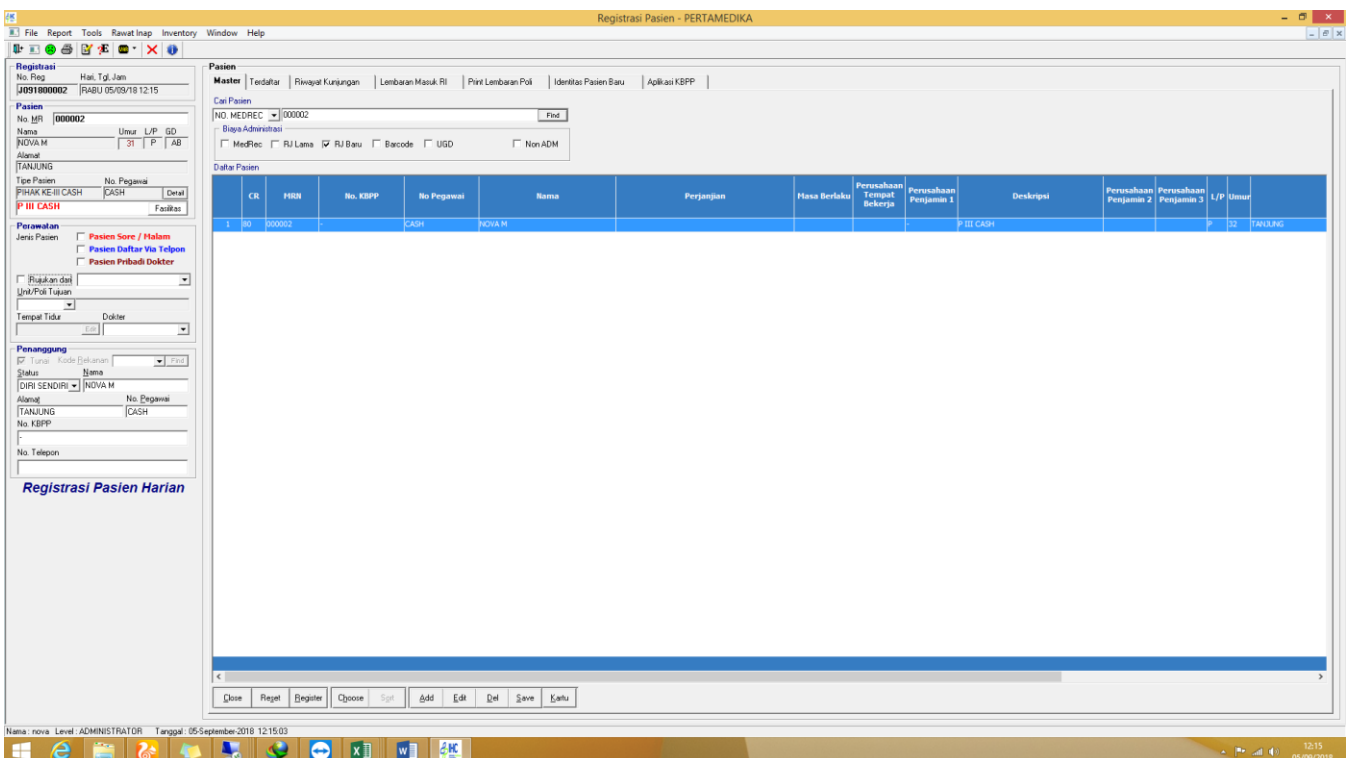 Registrasi Pasien - PERTAMEDIKA
File Report Tools Rawat Inap Inventory Window Help
Registrasi
No. Reg Hari, Tgl, Jam
J091800002 RABU 05/09/18 12:15
Pasien
No. MR 000002
Nama Umur L/P GD
NOVA M 31 P AB
Alamat
TANJUNG
Tipe Pasien No. Pegawai
PIHAK KE-III CASH CASH Detail
P III CASH Fasilitas
Perawatan
Jenis Pasien Pasien Sore / Malam
Pasien Daftar Via Telpon
Pasien Pribadi Dokter
Rujukan dari
Unit/Poli Tujuan
Tempat Tidur Dokter
Edit
Penanggung
Tunai Kode Rekanan Find
Status Nama
DIRI SENDIRI NOVA M
Alamat No. Pegawai
TANJUNG CASH
No. KBPP
-
No. Telepon
Registrasi Pasien Harian
Pasien
Master Terdaftar Riwayat Kunjungan Lembaran Masuk RI Print Lembaran Poli Identitas Pasien Baru Aplikasi KBPP
Cari Pasien
NO. MEDREC 000002 Find
Biaya Administrasi
MedRec RJ Lama RJ Baru Barcode UGD Non ADM
Daftar Pasien
CR MRN No. KBPP No Pegawai Nama Perjanjian Masa Berlaku Perusahaan Tempat Bekerja Perusahaan Penjamin 1 Deskripsi Perusahaan Penjamin 2 Perusahaan Penjamin 3 L/P Umur
1 80 000002 - CASH NOVA M - P III CASH P 32 TANJUNG
Close Reset Register Choose Sort Add Edit Del Save Kartu
Nama : nova Level : ADMINISTRATOR Tanggal : 05-September-2018 12:15:03
12:15
05/09/2018